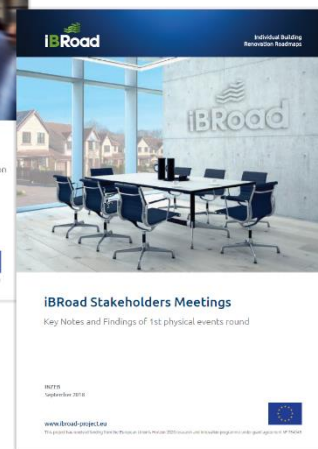 iBRoad
Individual Building
Renovation Roadmaps
iBRoad
on
iBRoad Stakeholders Meetings
Key Notes and Findings of 1st physical events round
INZEB
September 2018
www.ibroad-project.eu